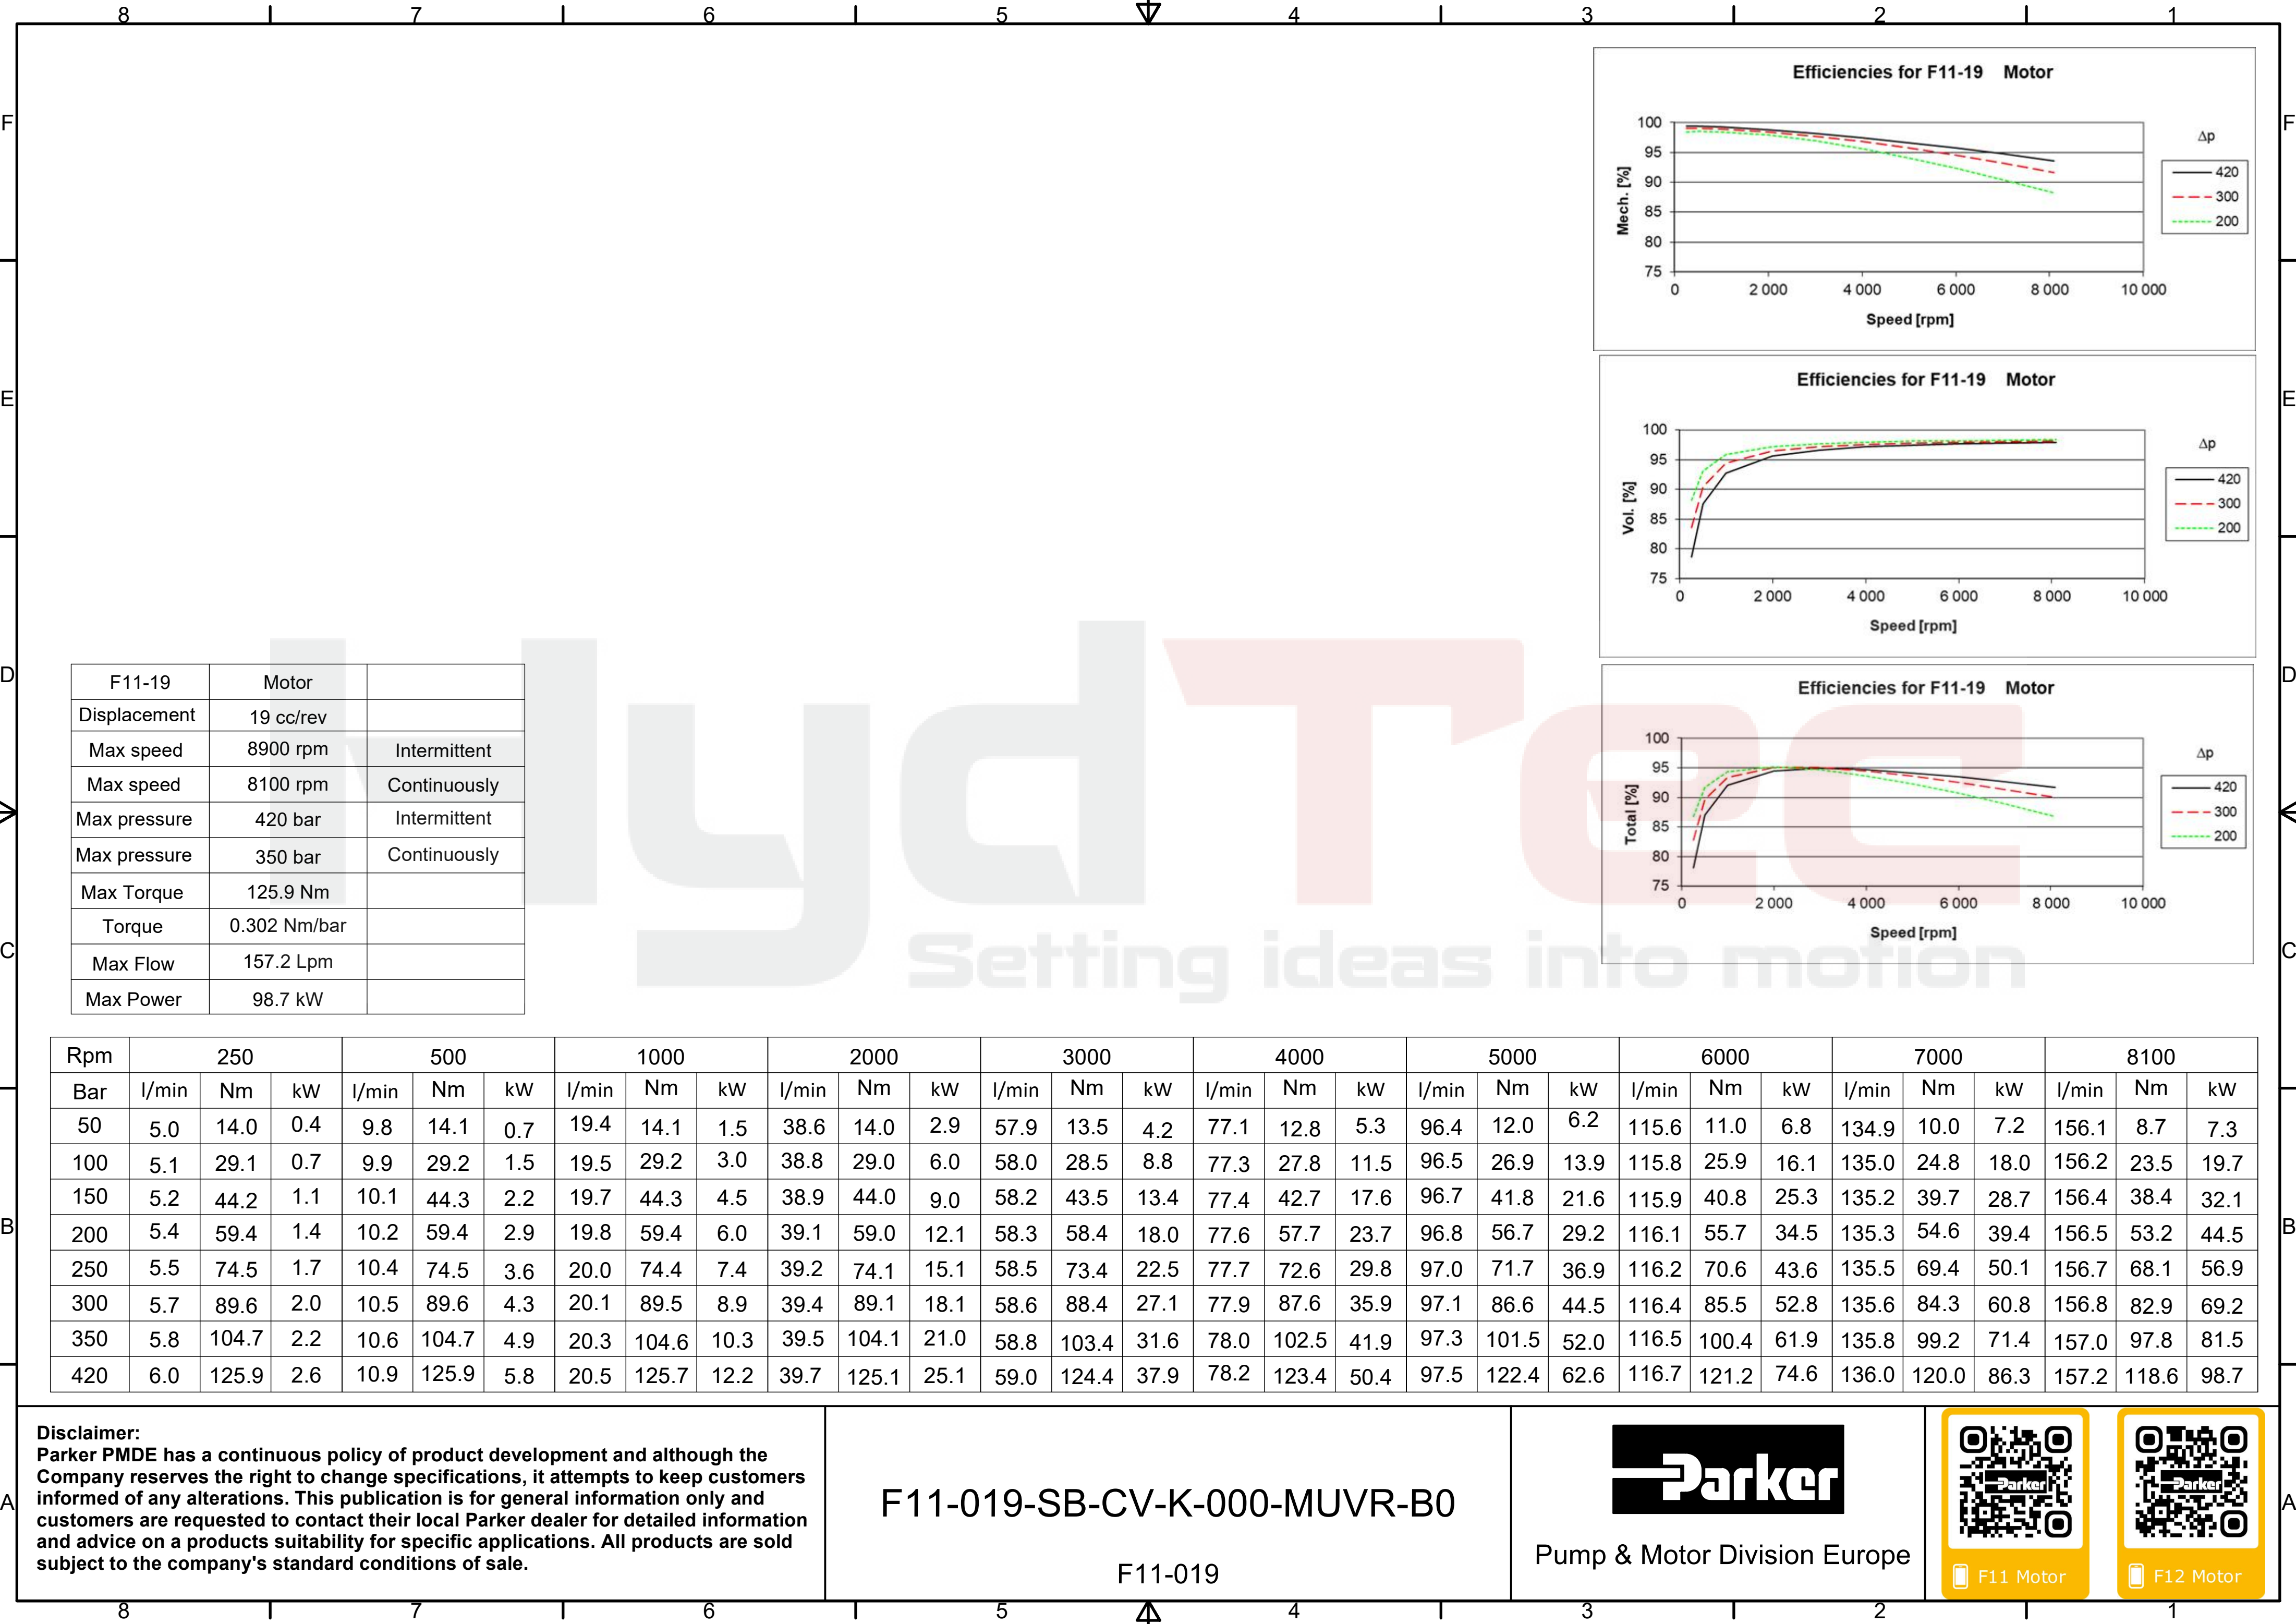 8 7 6 5 4 3 2 1
F F
E E
D D
C C
B B
A A
Efficiencies for F11-19 Motor
100
95
90
85
80
75
Mech. [%]
0 2 000 4 000 6 000 8 000 10 000
Speed [rpm]
Δp
420
300
200
Efficiencies for F11-19 Motor
100
95
90
85
80
75
Vol. [%]
0 2 000 4 000 6 000 8 000 10 000
Speed [rpm]
Δp
420
300
200
Efficiencies for F11-19 Motor
100
95
90
85
80
75
Total [%]
0 2 000 4 000 6 000 8 000 10 000
Speed [rpm]
Δp
420
300
200
HydTec
Setting ideas into motion
F11-19 Motor
Displacement 19 cc/rev
Max speed 8900 rpm Intermittent
Max speed 8100 rpm Continuously
Max pressure 420 bar Intermittent
Max pressure 350 bar Continuously
Max Torque 125.9 Nm
Torque 0.302 Nm/bar
Max Flow 157.2 Lpm
Max Power 98.7 kW
Rpm 250 500 1000 2000 3000 4000 5000 6000 7000 8100
Bar l/min Nm kW l/min Nm kW l/min Nm kW l/min Nm kW l/min Nm kW l/min Nm kW l/min Nm kW l/min Nm kW l/min Nm kW l/min Nm kW
50 5.0 14.0 0.4 9.8 14.1 0.7 19.4 14.1 1.5 38.6 14.0 2.9 57.9 13.5 4.2 77.1 12.8 5.3 96.4 12.0 6.2 115.6 11.0 6.8 134.9 10.0 7.2 156.1 8.7 7.3
100 5.1 29.1 0.7 9.9 29.2 1.5 19.5 29.2 3.0 38.8 29.0 6.0 58.0 28.5 8.8 77.3 27.8 11.5 96.5 26.9 13.9 115.8 25.9 16.1 135.0 24.8 18.0 156.2 23.5 19.7
150 5.2 44.2 1.1 10.1 44.3 2.2 19.7 44.3 4.5 38.9 44.0 9.0 58.2 43.5 13.4 77.4 42.7 17.6 96.7 41.8 21.6 115.9 40.8 25.3 135.2 39.7 28.7 156.4 38.4 32.1
200 5.4 59.4 1.4 10.2 59.4 2.9 19.8 59.4 6.0 39.1 59.0 12.1 58.3 58.4 18.0 77.6 57.7 23.7 96.8 56.7 29.2 116.1 55.7 34.5 135.3 54.6 39.4 156.5 53.2 44.5
250 5.5 74.5 1.7 10.4 74.5 3.6 20.0 74.4 7.4 39.2 74.1 15.1 58.5 73.4 22.5 77.7 72.6 29.8 97.0 71.7 36.9 116.2 70.6 43.6 135.5 69.4 50.1 156.7 68.1 56.9
300 5.7 89.6 2.0 10.5 89.6 4.3 20.1 89.5 8.9 39.4 89.1 18.1 58.6 88.4 27.1 77.9 87.6 35.9 97.1 86.6 44.5 116.4 85.5 52.8 135.6 84.3 60.8 156.8 82.9 69.2
350 5.8 104.7 2.2 10.6 104.7 4.9 20.3 104.6 10.3 39.5 104.1 21.0 58.8 103.4 31.6 78.0 102.5 41.9 97.3 101.5 52.0 116.5 100.4 61.9 135.8 99.2 71.4 157.0 97.8 81.5
420 6.0 125.9 2.6 10.9 125.9 5.8 20.5 125.7 12.2 39.7 125.1 25.1 59.0 124.4 37.9 78.2 123.4 50.4 97.5 122.4 62.6 116.7 121.2 74.6 136.0 120.0 86.3 157.2 118.6 98.7
Disclaimer:
Parker PMDE has a continuous policy of product development and although the
Company reserves the right to change specifications, it attempts to keep customers
informed of any alterations. This publication is for general information only and
customers are requested to contact their local Parker dealer for detailed information
and advice on a products suitability for specific applications. All products are sold
subject to the company's standard conditions of sale.
F11-019-SB-CV-K-000-MUVR-B0
F11-019
Parker
Pump & Motor Division Europe
Parker
F11 Motor
Parker
F12 Motor
8 7 6 5 4 3 2 1